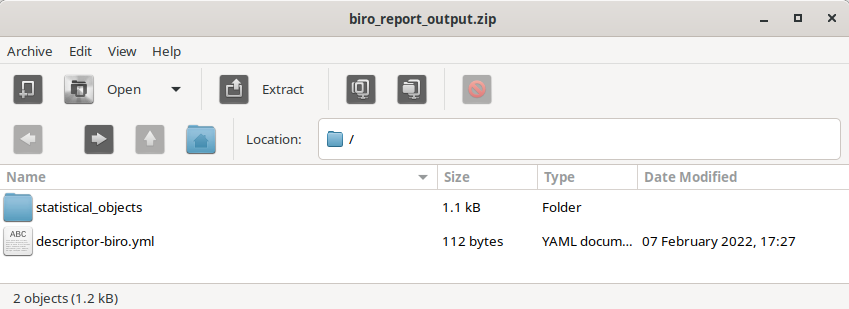 biro_report_output.zip
Archive Edit View Help
Open Extract
Location: /
Name Size Type Date Modified
statistical_objects 1.1 kB Folder
ABC
descriptor-biro.yml 112 bytes YAML docum... 07 February 2022, 17:27
2 objects (1.2 kB)